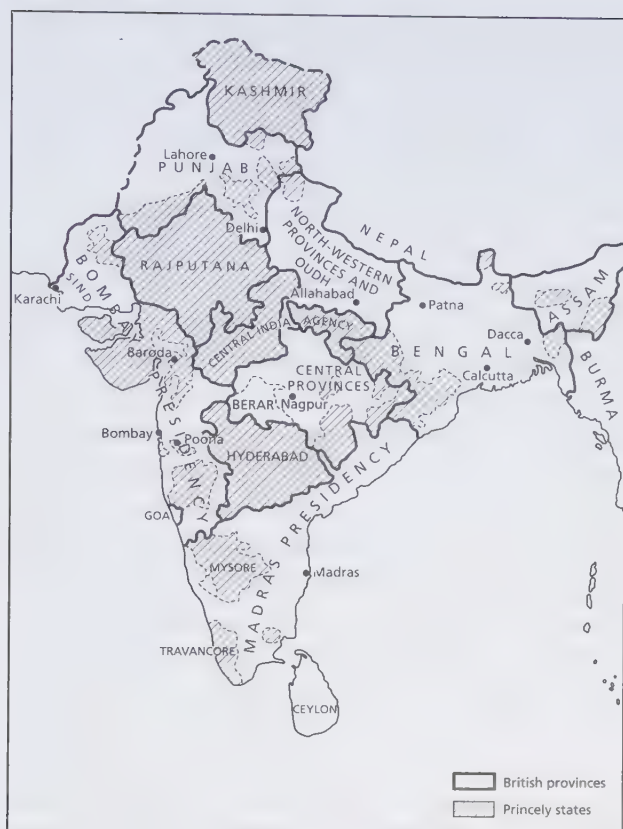 KASHMIR
Lahore
PUNJAB
Delhi
NEPAL
NORTH-WESTERN
PROVINCES AND
OUDH
RAJPUTANA
BOMBAY PRESIDENCY
SIND
Karachi
Allahabad
Patna
ASSAM
CENTRAL INDIA AGENCY
Dacca
BENGAL
Baroda
Calcutta
BURMA
CENTRAL
PROVINCES
BERAR
Nagpur
Bombay
Poona
HYDERABAD
GOA
MADRAS PRESIDENCY
MYSORE
Madras
TRAVANCORE
CEYLON
British provinces
Princely states